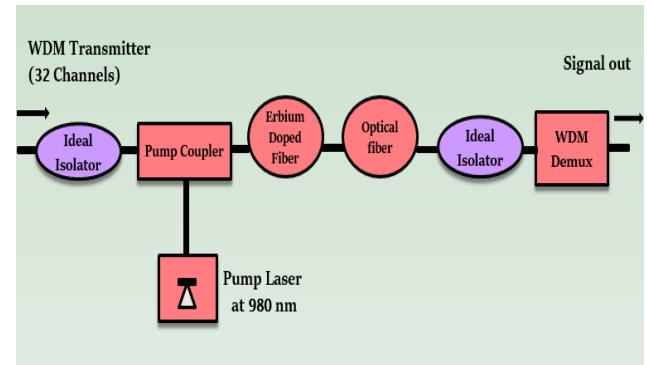 WDM Transmitter
(32 Channels)
Signal out
Ideal
Isolator
Pump Coupler
Erbium
Doped
Fiber
Optical
fiber
Ideal
Isolator
WDM
Demux
Pump Laser
at 980 nm